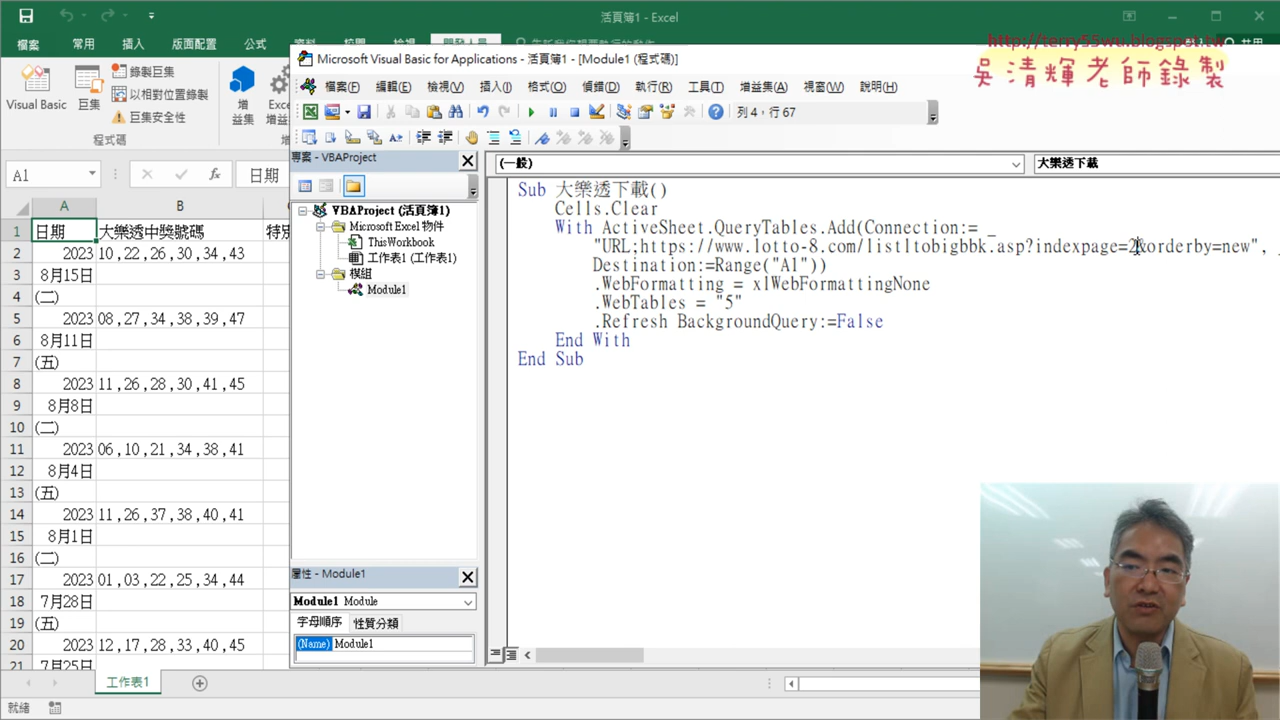 活頁簿1 - Excel
http://terry55wu.blogspot.tw
吳清輝老師錄製
檔案 常用 插入 版面配置 公式
Visual Basic 巨集 錄製巨集
以相對位置錄製
巨集安全性
程式碼
增益集
Microsoft Visual Basic for Applications - 活頁簿1 - [Module1 (程式碼)]
檔案(F) 編輯(E) 檢視(V) 插入(I) 格式(O) 偵錯(D) 執行(R) 工具(T) 增益集(A) 視窗(W) 說明(H)
列 4，行 67
專案 - VBAProject
VBAProject (活頁簿1)
Microsoft Excel 物件
ThisWorkbook
工作表1 (工作表1)
模組
Module1
屬性 - Module1
Module1 Module
字母順序 性質分類
(Name) Module1
(一般) 大樂透下載
Sub 大樂透下載()
Cells.Clear
With ActiveSheet.QueryTables.Add(Connection:= _
"URL;https://www.lotto-8.com/listltobigbbk.asp?indexpage=2&orderby=new", _
Destination:=Range("A1"))
.WebFormatting = xlWebFormattingNone
.WebTables = "5"
.Refresh BackgroundQuery:=False
End With
End Sub
A1 fx 日期
A B
1 日期 大樂透中獎號碼
2 2023 10,22,26,30,34,43
3 8月15日
4 (二)
5 2023 08,27,34,38,39,47
6 8月11日
7 (五)
8 2023 11,26,28,30,41,45
9 8月8日
10 (二)
11 2023 06,10,21,34,38,41
12 8月4日
13 (五)
14 2023 11,26,37,38,40,41
15 8月1日
16 (二)
17 2023 01,03,22,25,34,44
18 7月28日
19 (五)
20 2023 12,17,28,33,40,45
21 7月25日
工作表1
就緒